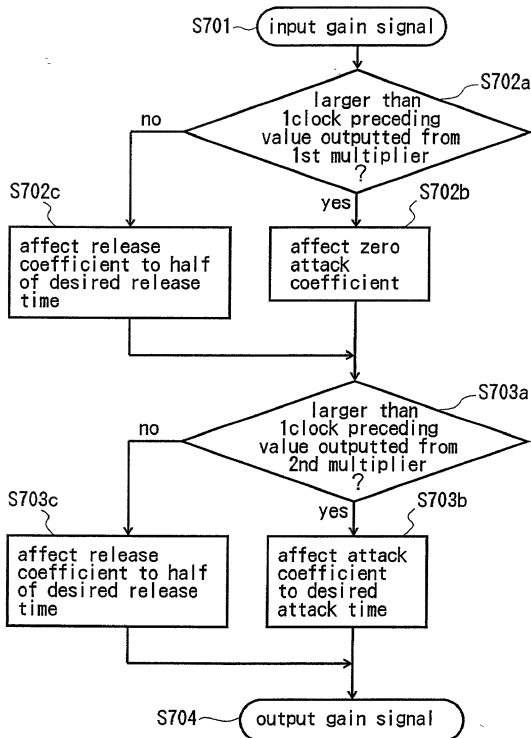 S701
input gain signal
S702a
larger than
1clock preceding
value outputted from
1st multiplier
?
no
yes
S702c
S702b
affect release
coefficient to half
of desired release
time
affect zero
attack
coefficient
S703a
larger than
1clock preceding
value outputted from
2nd multiplier
?
no
yes
S703c
S703b
affect release
coefficient to half
of desired release
time
affect attack
coefficient
to desired
attack time
S704
output gain signal